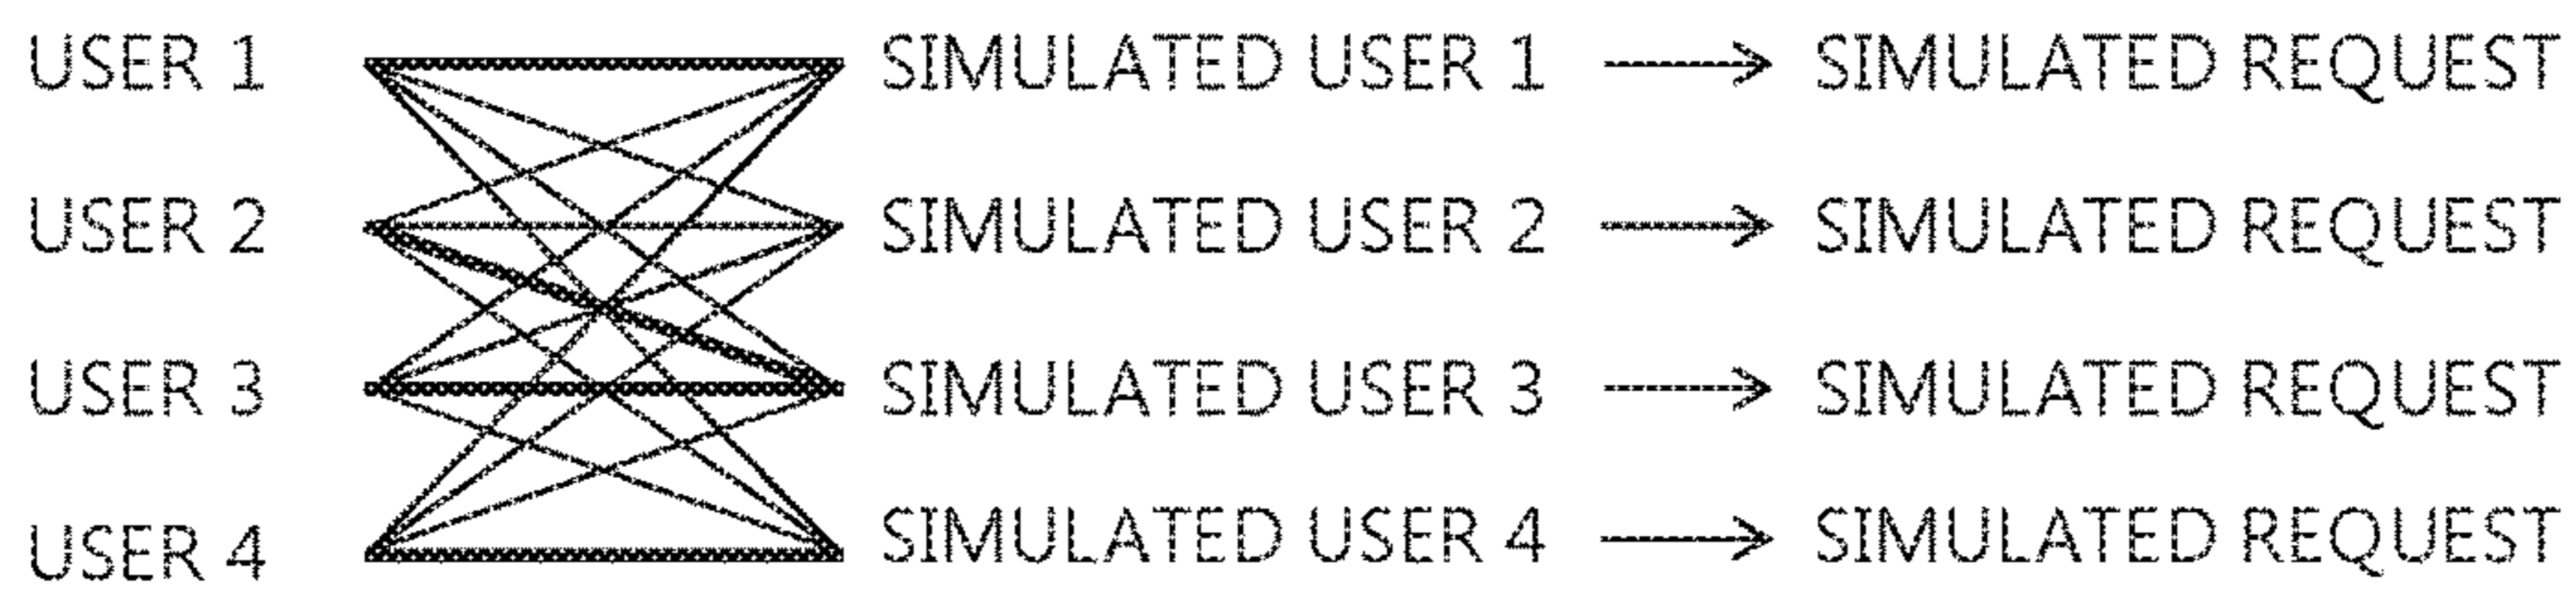 USER 1 SIMULATED USER 1 SIMULATED REQUEST
USER 2 SIMULATED USER 2 SIMULATED REQUEST
USER 3 SIMULATED USER 3 SIMULATED REQUEST
USER 4 SIMULATED USER 4 SIMULATED REQUEST